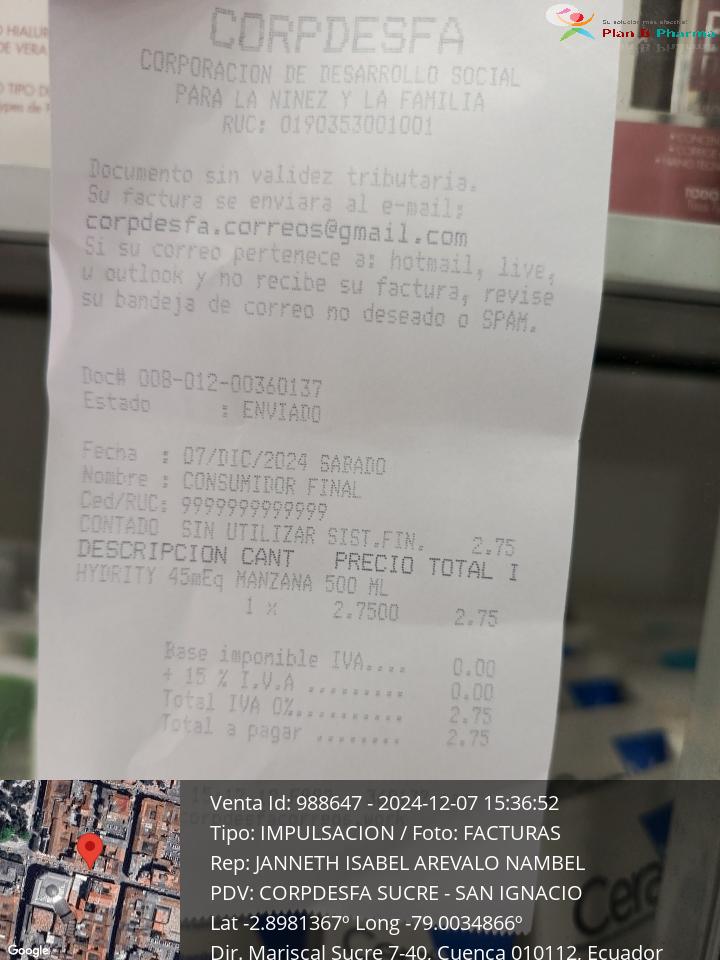 Su solución más efectiva!
Plan B Pharma
CORPDESFA
CORPORACION DE DESARROLLO SOCIAL
PARA LA NINEZ Y LA FAMILIA
RUC: 0190353001001
Documento sin validez tributaria.
Su factura se enviara al e-mail:
corpdesfa.correos@gmail.com
Si su correo pertenece a: hotmail, live,
u outlook y no recibe su factura, revise
su bandeja de correo no deseado o SPAM.
Doc# 008-012-00360137
Estado : ENVIADO
Fecha : 07/DIC/2024 SABADO
Nombre : CONSUMIDOR FINAL
Ced/RUC: 9999999999999
CONTADO SIN UTILIZAR SIST.FIN. 2.75
DESCRIPCION CANT PRECIO TOTAL I
HYDRITY 45mEq MANZANA 500 ML
1 x 2.7500 2.75
Base imponible IVA.... 0.00
+ 15 % I.V.A ......... 0.00
Total IVA 0%.......... 2.75
Total a pagar ........ 2.75
Venta Id: 988647 - 2024-12-07 15:36:52
Tipo: IMPULSACION / Foto: FACTURAS
Rep: JANNETH ISABEL AREVALO NAMBEL
PDV: CORPDESFA SUCRE - SAN IGNACIO
Lat -2.8981367º Long -79.0034866º
Dir. Mariscal Sucre 7-40, Cuenca 010112, Ecuador
Google